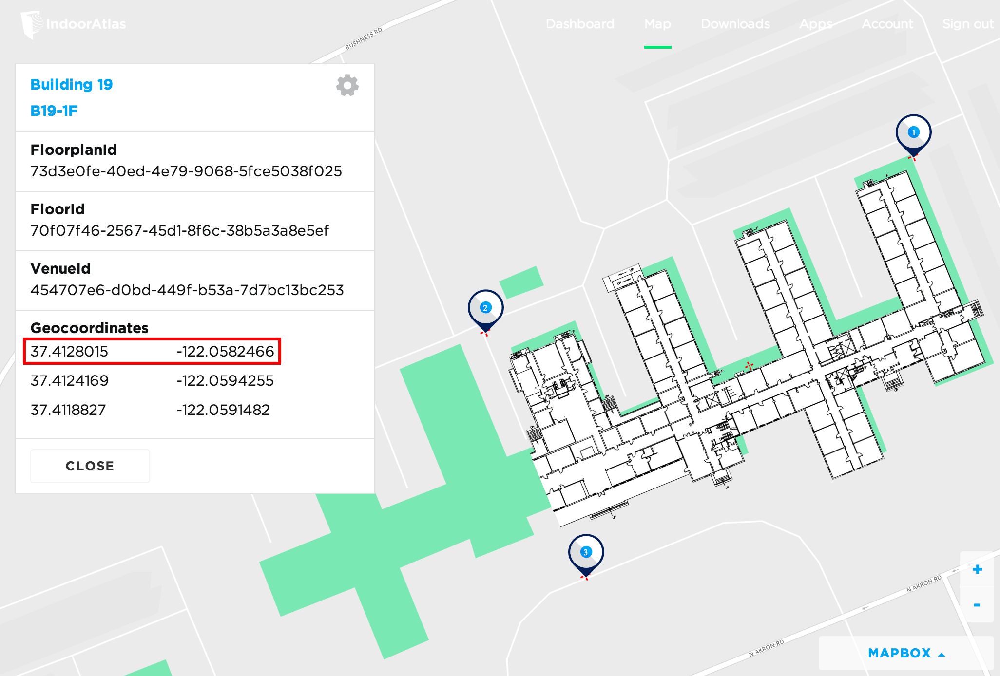 IndoorAtlas
Dashboard Map Downloads Apps Account Sign out
BUSHNESS RD
Building 19
B19-1F
FloorplanId
73d3e0fe-40ed-4e79-9068-5fce5038f025
FloorId
70f07f46-2567-45d1-8f6c-38b5a3a8e5ef
VenueId
454707e6-d0bd-449f-b53a-7d7bc13bc253
Geocoordinates
37.4128015 -122.0582466
37.4124169 -122.0594255
37.4118827 -122.0591482
CLOSE
1
2
3
UP
UP
N AKRON RD
N AKRON RD
+
-
MAPBOX